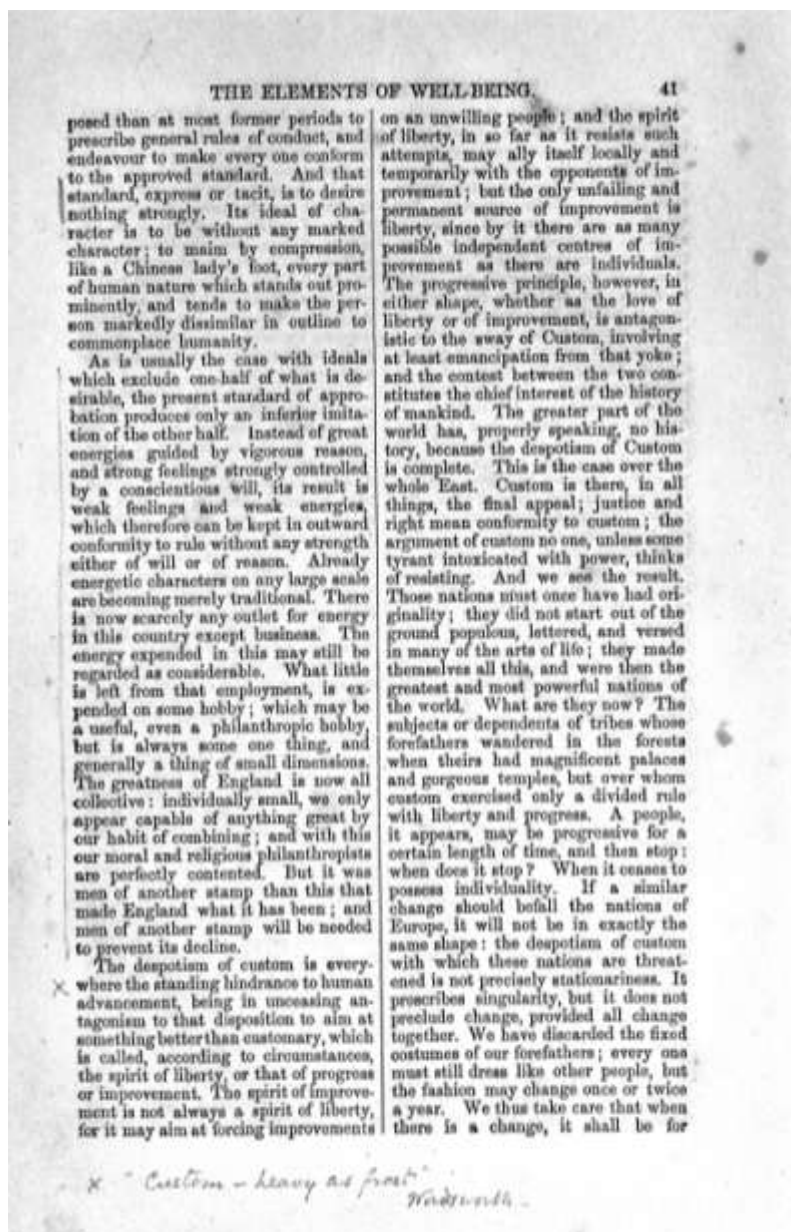 THE ELEMENTS OF WELL-BEING. 41
posed than at most former periods to
prescribe general rules of conduct, and
endeavour to make every one conform
to the approved standard. And that
standard, express or tacit, is to desire
nothing strongly. Its ideal of cha-
racter is to be without any marked
character; to maim by compression,
like a Chinese lady's foot, every part
of human nature which stands out pro-
minently, and tends to make the per-
son markedly dissimilar in outline to
commonplace humanity.
As is usually the case with ideals
which exclude one-half of what is de-
sirable, the present standard of appro-
bation produces only an inferior imita-
tion of the other half. Instead of great
energies guided by vigorous reason,
and strong feelings strongly controlled
by a conscientious will, its result is
weak feelings and weak energies,
which therefore can be kept in outward
conformity to rule without any strength
either of will or of reason. Already
energetic characters on any large scale
are becoming merely traditional. There
is now scarcely any outlet for energy
in this country except business. The
energy expended in this may still be
regarded as considerable. What little
is left from that employment, is ex-
pended on some hobby; which may be
a useful, even a philanthropic hobby,
but is always some one thing, and
generally a thing of small dimensions.
The greatness of England is now all
collective: individually small, we only
appear capable of anything great by
our habit of combining; and with this
our moral and religious philanthropists
are perfectly contented. But it was
men of another stamp than this that
made England what it has been; and
men of another stamp will be needed
to prevent its decline.
The despotism of custom is every-
× where the standing hindrance to human
advancement, being in unceasing an-
tagonism to that disposition to aim at
something better than customary, which
is called, according to circumstances,
the spirit of liberty, or that of progress
or improvement. The spirit of improve-
ment is not always a spirit of liberty,
for it may aim at forcing improvements
on an unwilling people; and the spirit
of liberty, in so far as it resists such
attempts, may ally itself locally and
temporarily with the opponents of im-
provement; but the only unfailing and
permanent source of improvement is
liberty, since by it there are as many
possible independent centres of im-
provement as there are individuals.
The progressive principle, however, in
either shape, whether as the love of
liberty or of improvement, is antagon-
istic to the sway of Custom, involving
at least emancipation from that yoke;
and the contest between the two con-
stitutes the chief interest of the history
of mankind. The greater part of the
world has, properly speaking, no his-
tory, because the despotism of Custom
is complete. This is the case over the
whole East. Custom is there, in all
things, the final appeal; justice and
right mean conformity to custom; the
argument of custom no one, unless some
tyrant intoxicated with power, thinks
of resisting. And we see the result.
Those nations must once have had ori-
ginality; they did not start out of the
ground populous, lettered, and versed
in many of the arts of life; they made
themselves all this, and were then the
greatest and most powerful nations of
the world. What are they now? The
subjects or dependents of tribes whose
forefathers wandered in the forests
when theirs had magnificent palaces
and gorgeous temples, but over whom
custom exercised only a divided rule
with liberty and progress. A people,
it appears, may be progressive for a
certain length of time, and then stop:
when does it stop? When it ceases to
possess individuality. If a similar
change should befall the nations of
Europe, it will not be in exactly the
same shape: the despotism of custom
with which these nations are threat-
ened is not precisely stationariness. It
proscribes singularity, but it does not
preclude change, provided all change
together. We have discarded the fixed
costumes of our forefathers; every one
must still dress like other people, but
the fashion may change once or twice
a year. We thus take care that when
there is a change, it shall be for
× "Custom – heavy as frost"
Wordsworth –